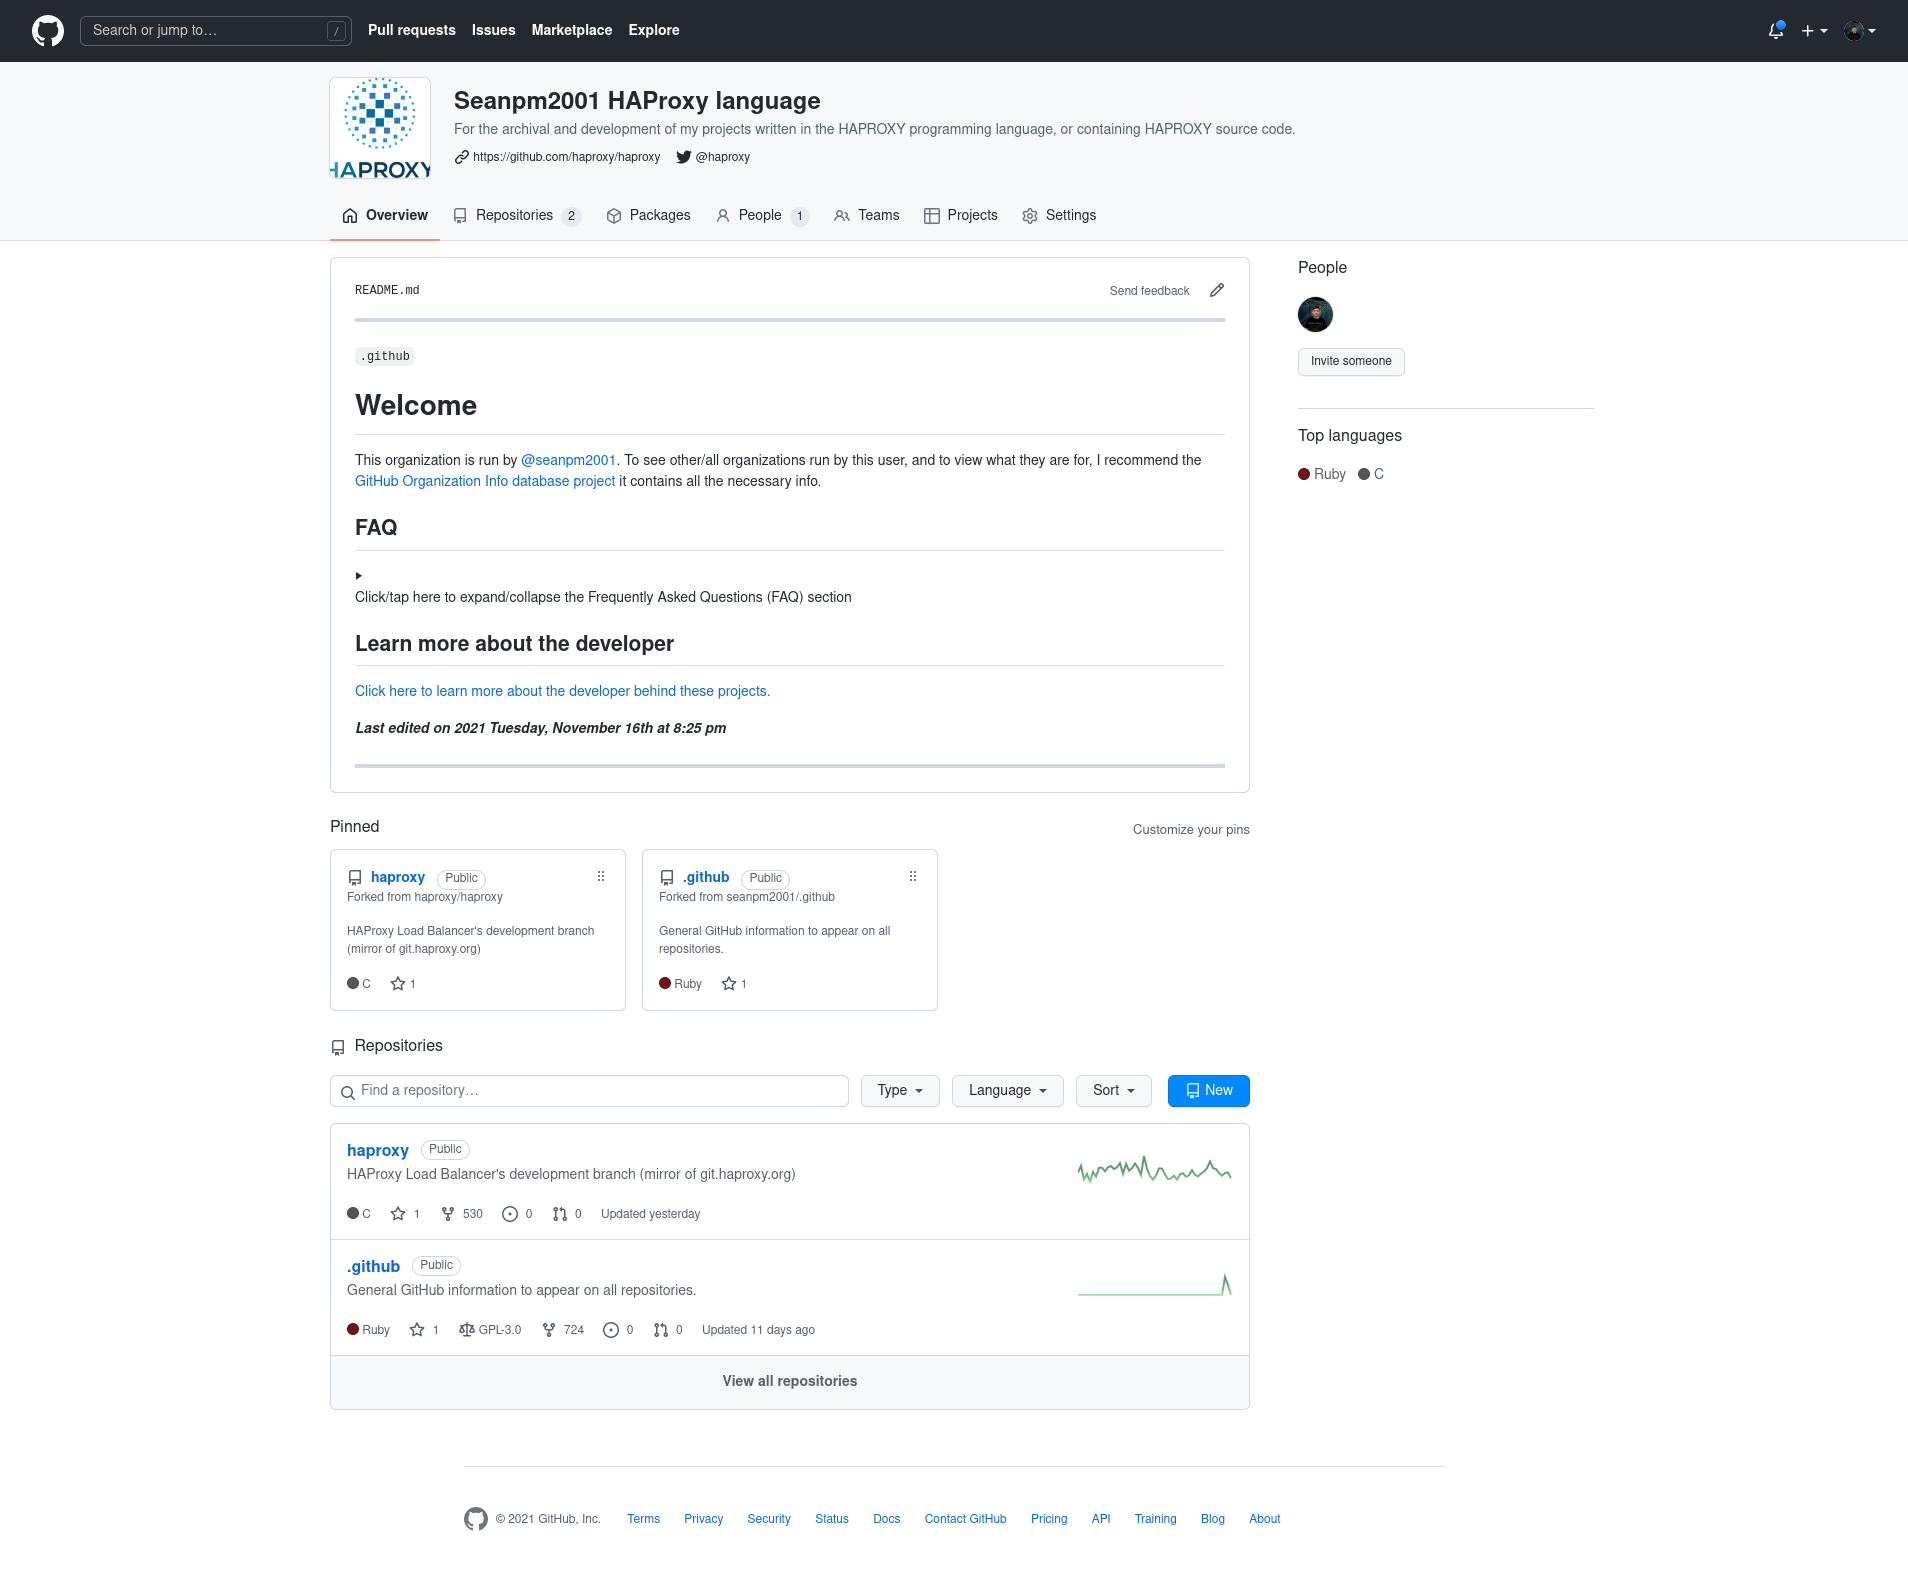 Search or jump to… /
Pull requests Issues Marketplace Explore
HAPROXY
Seanpm2001 HAProxy language
For the archival and development of my projects written in the HAPROXY programming language, or containing HAPROXY source code.
https://github.com/haproxy/haproxy @haproxy
Overview Repositories 2 Packages People 1 Teams Projects Settings
README.md Send feedback
.github
Welcome
This organization is run by @seanpm2001. To see other/all organizations run by this user, and to view what they are for, I recommend the
GitHub Organization Info database project it contains all the necessary info.
FAQ
Click/tap here to expand/collapse the Frequently Asked Questions (FAQ) section
Learn more about the developer
Click here to learn more about the developer behind these projects.
Last edited on 2021 Tuesday, November 16th at 8:25 pm
People
Invite someone
Top languages
Ruby C
Pinned Customize your pins
haproxy Public
Forked from haproxy/haproxy
HAProxy Load Balancer's development branch
(mirror of git.haproxy.org)
C 1
.github Public
Forked from seanpm2001/.github
General GitHub information to appear on all
repositories.
Ruby 1
Repositories
Find a repository… Type Language Sort New
haproxy Public
HAProxy Load Balancer's development branch (mirror of git.haproxy.org)
C 1 530 0 0 Updated yesterday
.github Public
General GitHub information to appear on all repositories.
Ruby 1 GPL-3.0 724 0 0 Updated 11 days ago
View all repositories
© 2021 GitHub, Inc. Terms Privacy Security Status Docs Contact GitHub Pricing API Training Blog About